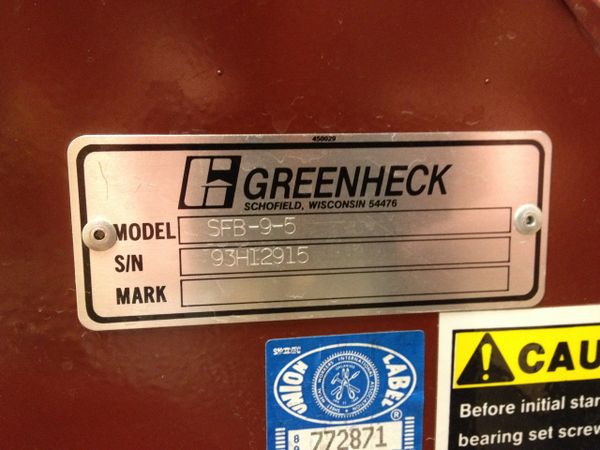 450029
GREENHECK
SCHOFIELD, WISCONSIN 54476
MODEL SFB-9-5
S/N 93H12915
MARK
UNION LABEL
®
772871
CAU
Before initial star
bearing set screw